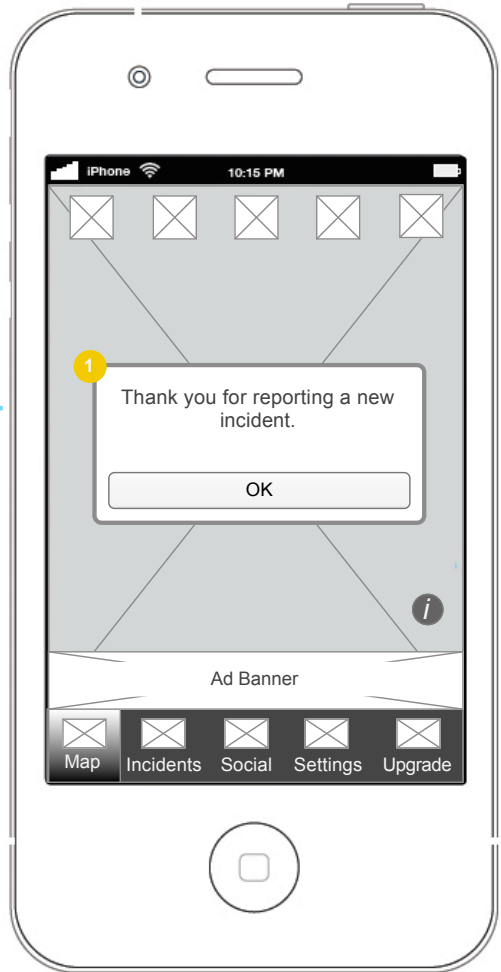 iPhone 10:15 PM
1
Thank you for reporting a new
incident.
OK
i
Ad Banner
Map Incidents Social Settings Upgrade